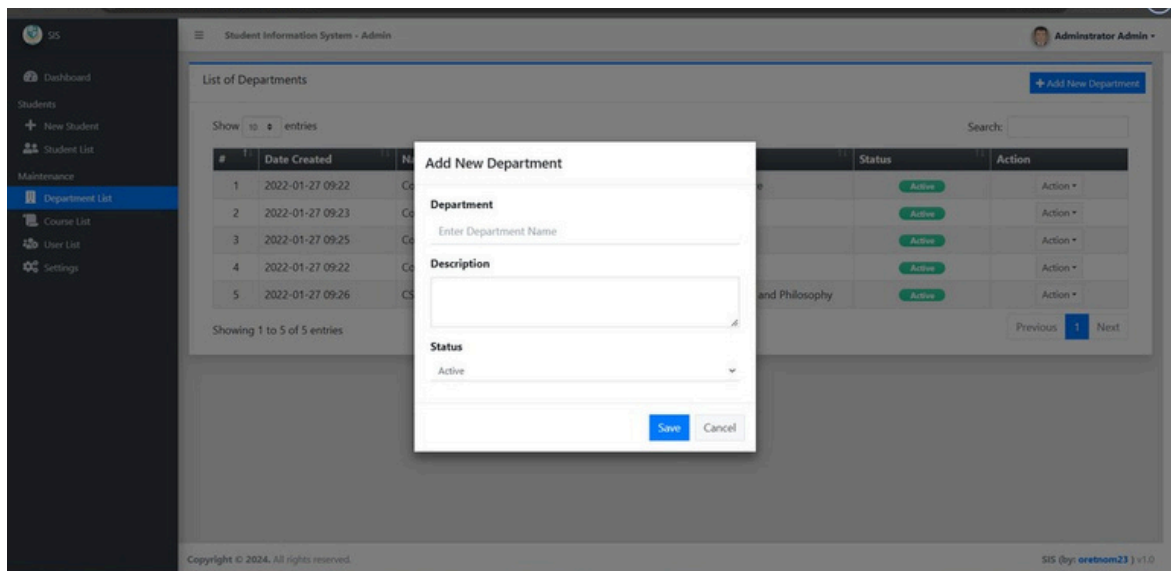 SIS
Student Information System - Admin
Adminstrator Admin
Dashboard
Students
New Student
Student List
Maintenance
Department List
Course List
User List
Settings
List of Departments
+ Add New Department
Show 10 entries
Search:
# Date Created Status Action
1 2022-01-27 09:22 Active Action
2 2022-01-27 09:23 Active Action
3 2022-01-27 09:25 Active Action
4 2022-01-27 09:22 Active Action
5 2022-01-27 09:26 and Philosophy Active Action
Showing 1 to 5 of 5 entries
Previous 1 Next
Add New Department
Department
Enter Department Name
Description
Status
Active
Save Cancel
Copyright © 2024. All rights reserved.
SIS (by: oretnom23 ) v1.0